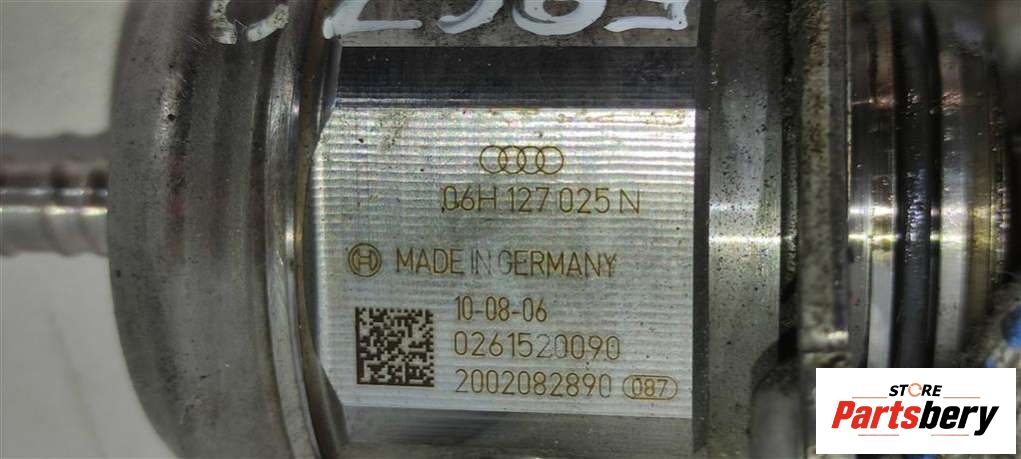 06H 127 025 N
MADE IN GERMANY
10-08-06
0261520090
2002082890 087
STORE
Partsbery